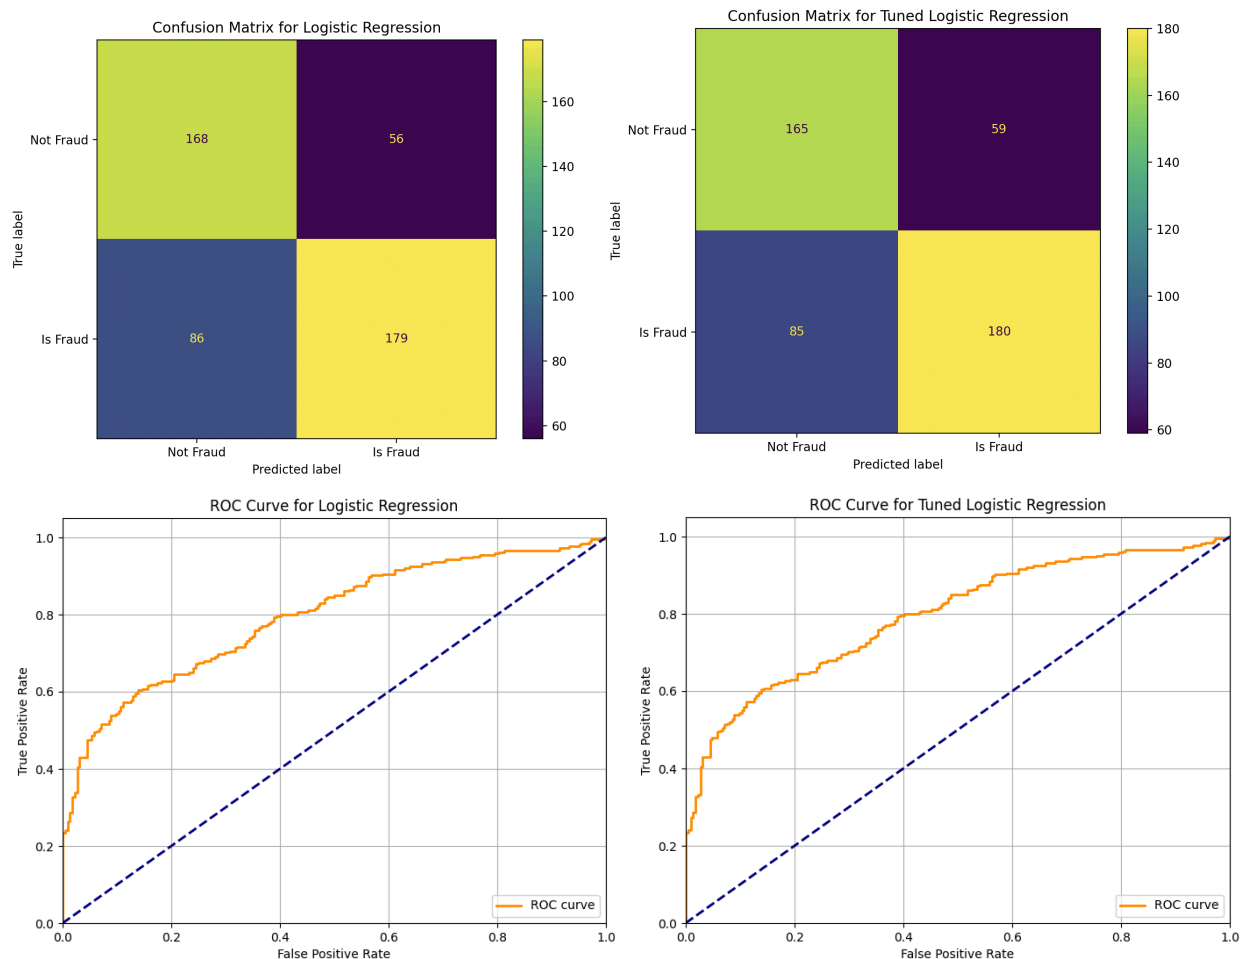 Confusion Matrix for Logistic Regression
Not Fraud
168
56
Is Fraud
86
179
Not Fraud
Is Fraud
Predicted label
True label
160
140
120
100
80
60
Confusion Matrix for Tuned Logistic Regression
Not Fraud
165
59
Is Fraud
85
180
Not Fraud
Is Fraud
Predicted label
True label
180
160
140
120
100
80
60
ROC Curve for Logistic Regression
True Positive Rate
1.0
0.8
0.6
0.4
0.2
0.0
0.0
0.2
0.4
0.6
0.8
1.0
False Positive Rate
ROC curve
ROC Curve for Tuned Logistic Regression
True Positive Rate
1.0
0.8
0.6
0.4
0.2
0.0
0.0
0.2
0.4
0.6
0.8
1.0
False Positive Rate
ROC curve